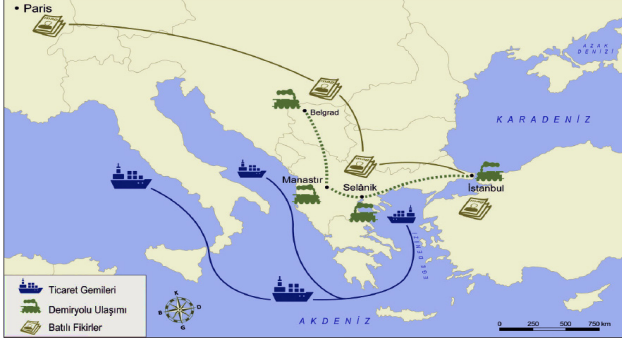 Paris
AZAK
DENİZİ
Belgrad
KARADENİZ
Manastır
Selânik
İstanbul
EGE DENİZİ
Ticaret Gemileri
Demiryolu Ulaşımı
Batılı Fikirler
K
B
D
G
AKDENİZ
0 250 500 750 km